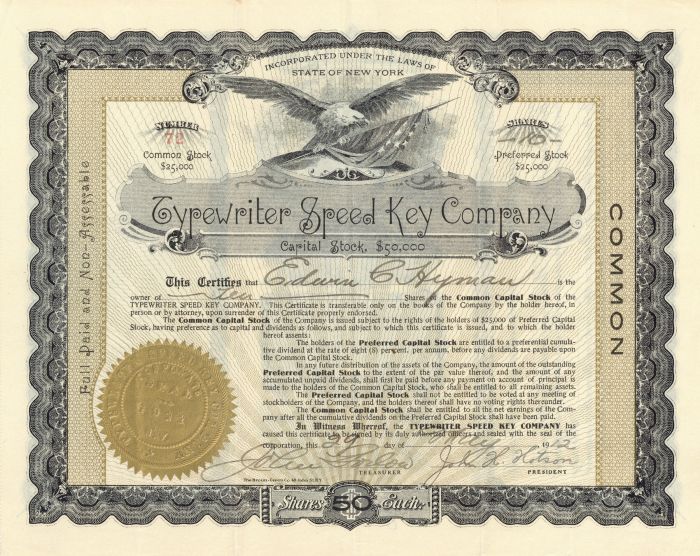 INCORPORATED UNDER THE LAWS OF
STATE OF NEW YORK
NUMBER
72
Common Stock
$25,000
SHARES
10
Preferred Stock
$25,000
Typewriter Speed Key Company
Capital Stock, $50,000
Full Paid and Non-Assessable
COMMON
This Certifies that Edwin C. Hyman is the
owner of Ten Shares of the Common Capital Stock of the
TYPEWRITER SPEED KEY COMPANY. This Certificate is transferable only on the books of the Company by the holder hereof, in
person or by attorney, upon surrender of this Certificate properly endorsed.
The Common Capital Stock of the Company is issued subject to the rights of the holders of $25,000 of Preferred Capital
Stock, having preference as to capital and dividends as follows, and subject to which this certificate is issued, and to which the holder
hereof assents:
The holders of the Preferred Capital Stock are entitled to a preferential cumula-
tive dividend at the rate of eight (8) percent. per annum, before any dividends are payable upon
the Common Capital Stock.
In any future distribution of the assets of the Company, the amount of the outstanding
Preferred Capital Stock to the extent of the par value thereof, and the amount of any
accumulated unpaid dividends, shall first be paid before any payment on account of principal is
made to the holders of the Common Capital Stock, who shall be entitled to all remaining assets.
The Preferred Capital Stock shall not be entitled to be voted at any meeting of
stockholders of the Company, and the holders thereof shall have no voting rights thereunder.
The Common Capital Stock shall be entitled to all the net earnings of the Com-
pany after all the cumulative dividends on the Preferred Capital Stock shall have been paid.
In Witness Whereof, the TYPEWRITER SPEED KEY COMPANY has
caused this certificate to be signed by its duly authorized officers and sealed with the seal of the
corporation, this 29 day of 19
TREASURER
John H. PRESIDENT
Shares $50 Each.